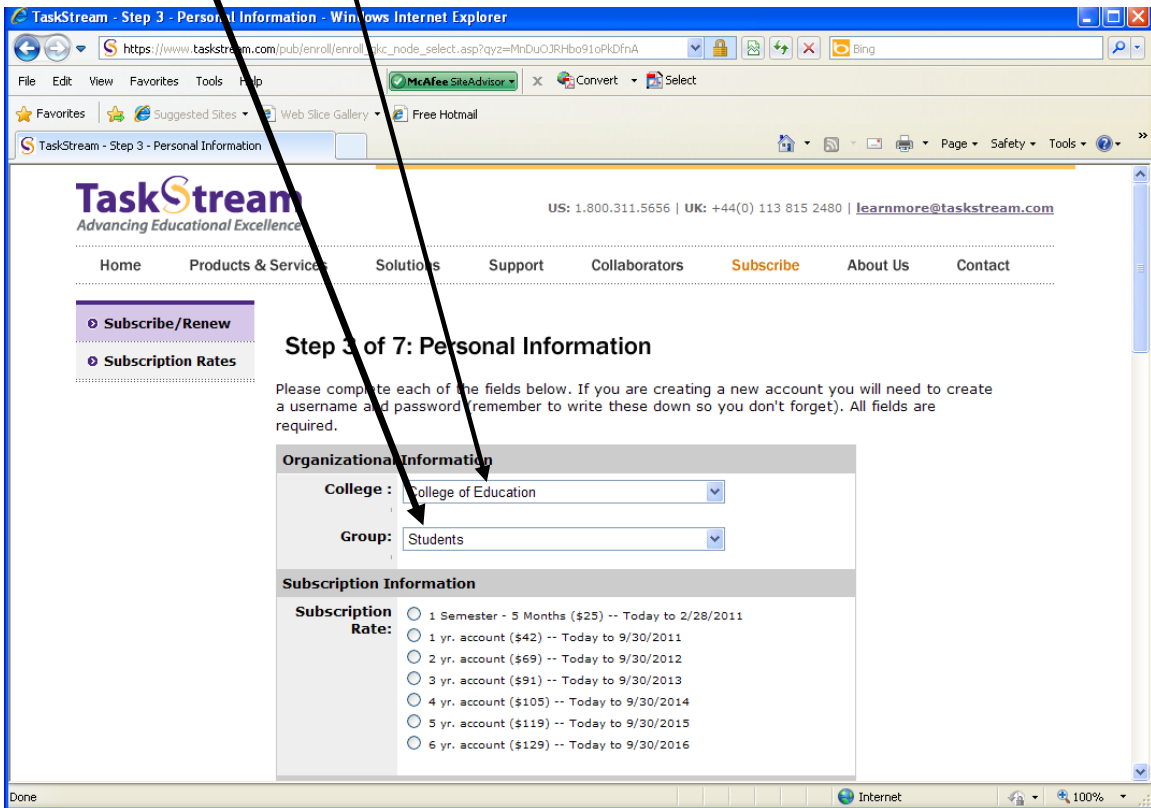 TaskStream - Step 3 - Personal Information - Windows Internet Explorer
https://www.taskstream.com/pub/enroll/enroll_qkc_node_select.asp?qyz=MnDuOJRHbo91oPkDfnA
Bing
File Edit View Favorites Tools Help McAfee SiteAdvisor X Convert Select
Favorites Suggested Sites Web Slice Gallery Free Hotmail
TaskStream - Step 3 - Personal Information Page Safety Tools
TaskStream
Advancing Educational Excellence
US: 1.800.311.5656 | UK: +44(0) 113 815 2480 | learnmore@taskstream.com
Home Products & Services Solutions Support Collaborators Subscribe About Us Contact
Subscribe/Renew
Subscription Rates
Step 3 of 7: Personal Information
Please complete each of the fields below. If you are creating a new account you will need to create
a username and password (remember to write these down so you don't forget). All fields are
required.
Organizational Information
College : College of Education
Group: Students
Subscription Information
Subscription Rate:
1 Semester - 5 Months ($25) -- Today to 2/28/2011
1 yr. account ($42) -- Today to 9/30/2011
2 yr. account ($69) -- Today to 9/30/2012
3 yr. account ($91) -- Today to 9/30/2013
4 yr. account ($105) -- Today to 9/30/2014
5 yr. account ($119) -- Today to 9/30/2015
6 yr. account ($129) -- Today to 9/30/2016
Done Internet 100%